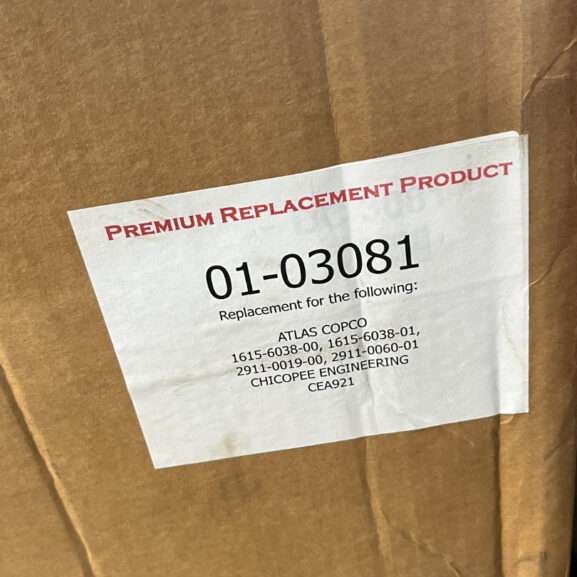 PREMIUM REPLACEMENT PRODUCT
01-03081
Replacement for the following:
ATLAS COPCO
1615-6038-00, 1615-6038-01,
2911-0019-00, 2911-0060-01
CHICOPEE ENGINEERING
CEA921